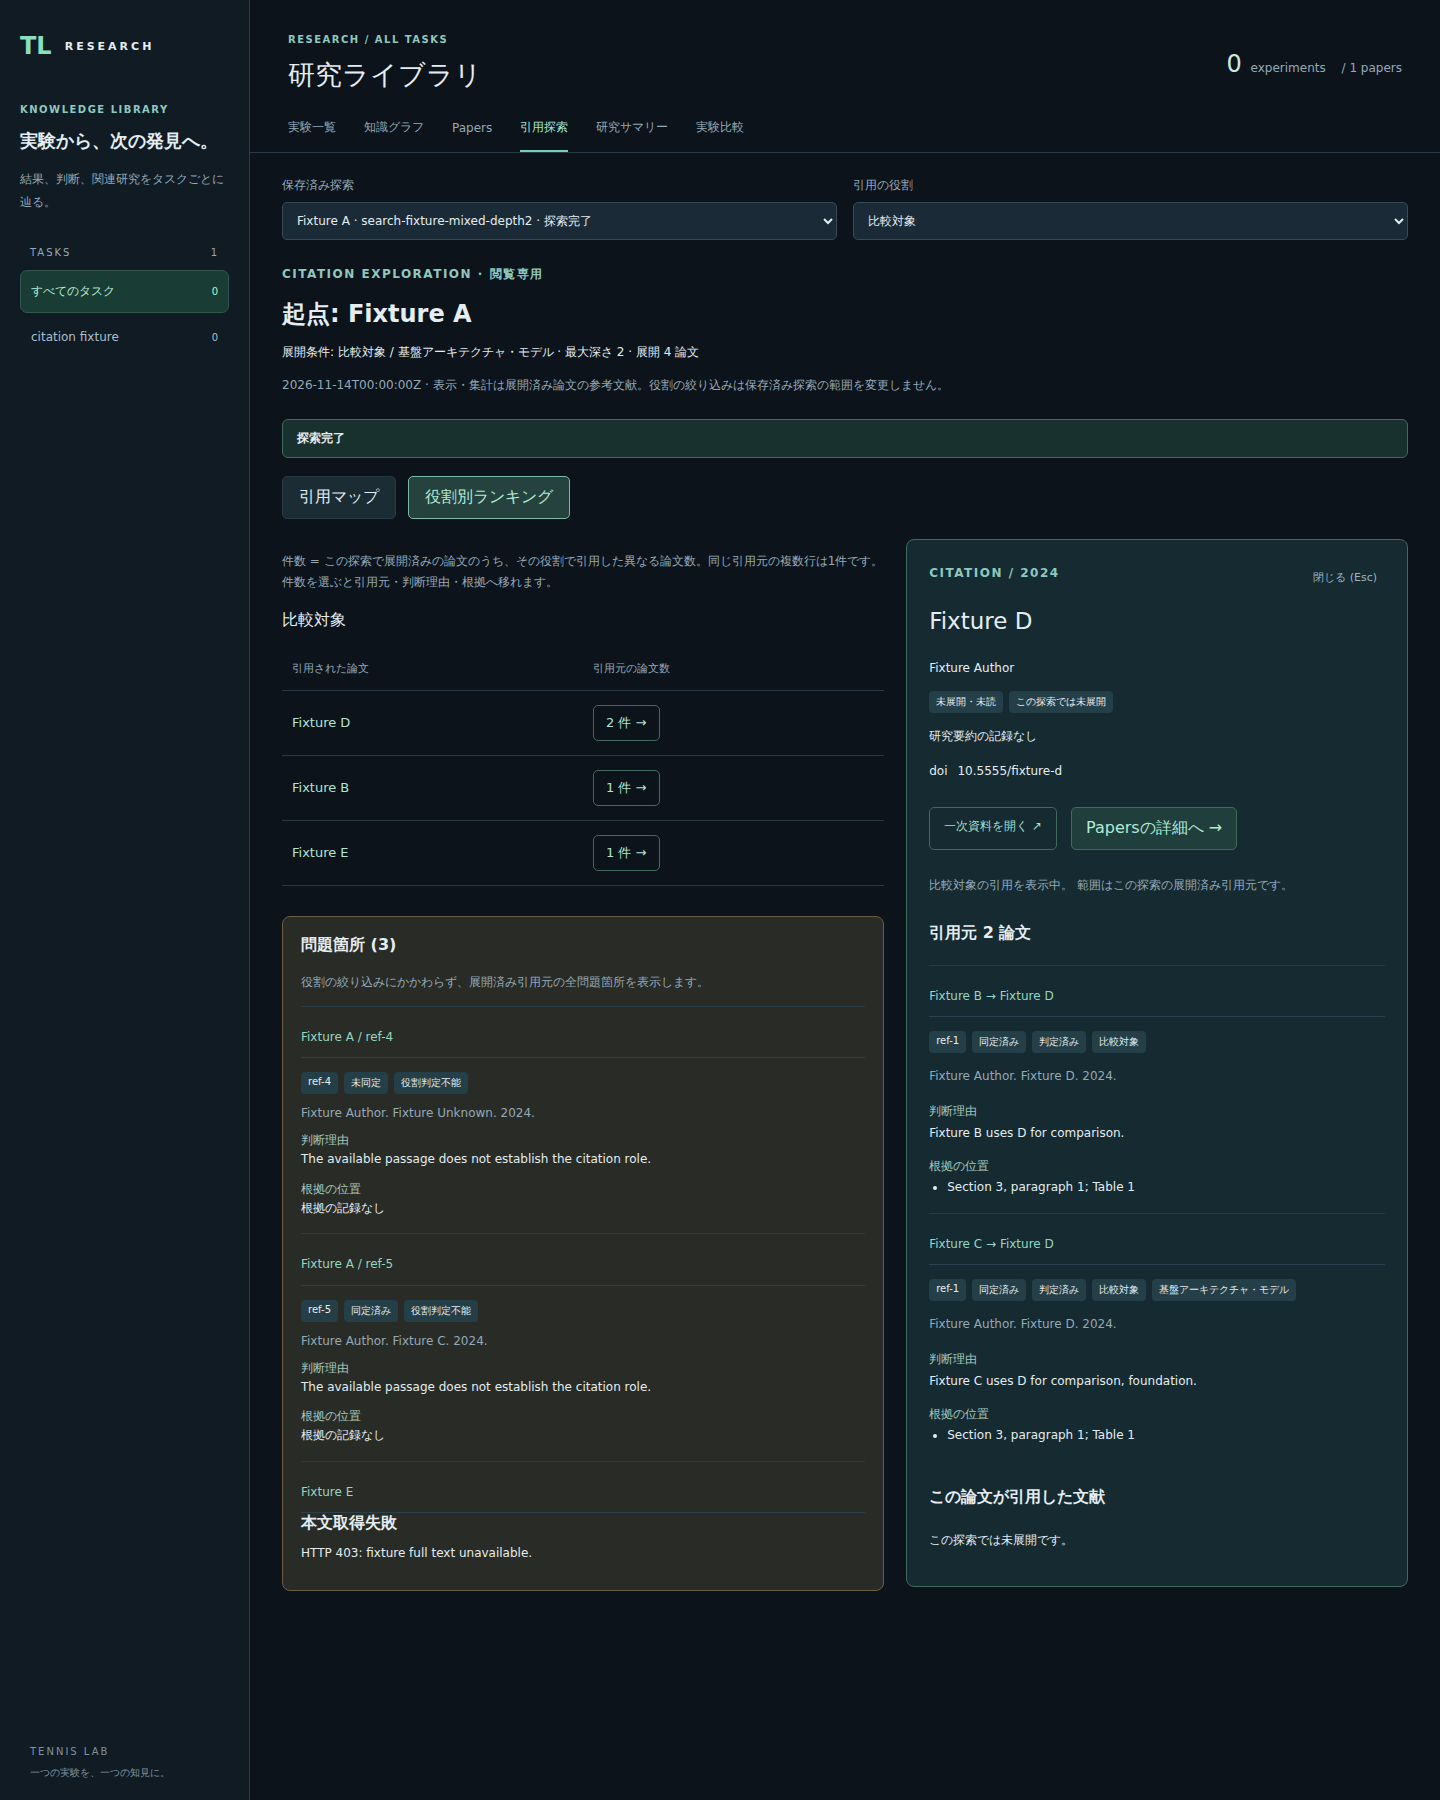 TL RESEARCH
KNOWLEDGE LIBRARY
実験から、次の発見へ。
結果、判断、関連研究をタスクごとに
辿る。
TASKS 1
すべてのタスク 0
citation fixture 0
TENNIS LAB
一つの実験を、一つの知見に。
RESEARCH / ALL TASKS
研究ライブラリ
0 experiments / 1 papers
実験一覧 知識グラフ Papers 引用探索 研究サマリー 実験比較
保存済み探索
Fixture A · search-fixture-mixed-depth2 · 探索完了
引用の役割
比較対象
CITATION EXPLORATION · 閲覧専用
起点: Fixture A
展開条件: 比較対象 / 基盤アーキテクチャ・モデル · 最大深さ 2 · 展開 4 論文
2026-11-14T00:00:00Z · 表示・集計は展開済み論文の参考文献。役割の絞り込みは保存済み探索の範囲を変更しません。
探索完了
引用マップ 役割別ランキング
件数 = この探索で展開済みの論文のうち、その役割で引用した異なる論文数。同じ引用元の複数行は1件です。
件数を選ぶと引用元・判断理由・根拠へ移れます。
比較対象
引用された論文 引用元の論文数
Fixture D 2 件 →
Fixture B 1 件 →
Fixture E 1 件 →
問題箇所 (3)
役割の絞り込みにかかわらず、展開済み引用元の全問題箇所を表示します。
Fixture A / ref-4
ref-4 未同定 役割判定不能
Fixture Author. Fixture Unknown. 2024.
判断理由
The available passage does not establish the citation role.
根拠の位置
根拠の記録なし
Fixture A / ref-5
ref-5 同定済み 役割判定不能
Fixture Author. Fixture C. 2024.
判断理由
The available passage does not establish the citation role.
根拠の位置
根拠の記録なし
Fixture E
本文取得失敗
HTTP 403: fixture full text unavailable.
CITATION / 2024
閉じる (Esc)
Fixture D
Fixture Author
未展開・未読 この探索では未展開
研究要約の記録なし
doi 10.5555/fixture-d
一次資料を開く ↗ Papersの詳細へ →
比較対象の引用を表示中。 範囲はこの探索の展開済み引用元です。
引用元 2 論文
Fixture B → Fixture D
ref-1 同定済み 判定済み 比較対象
Fixture Author. Fixture D. 2024.
判断理由
Fixture B uses D for comparison.
根拠の位置
• Section 3, paragraph 1; Table 1
Fixture C → Fixture D
ref-1 同定済み 判定済み 比較対象 基盤アーキテクチャ・モデル
Fixture Author. Fixture D. 2024.
判断理由
Fixture C uses D for comparison, foundation.
根拠の位置
• Section 3, paragraph 1; Table 1
この論文が引用した文献
この探索では未展開です。